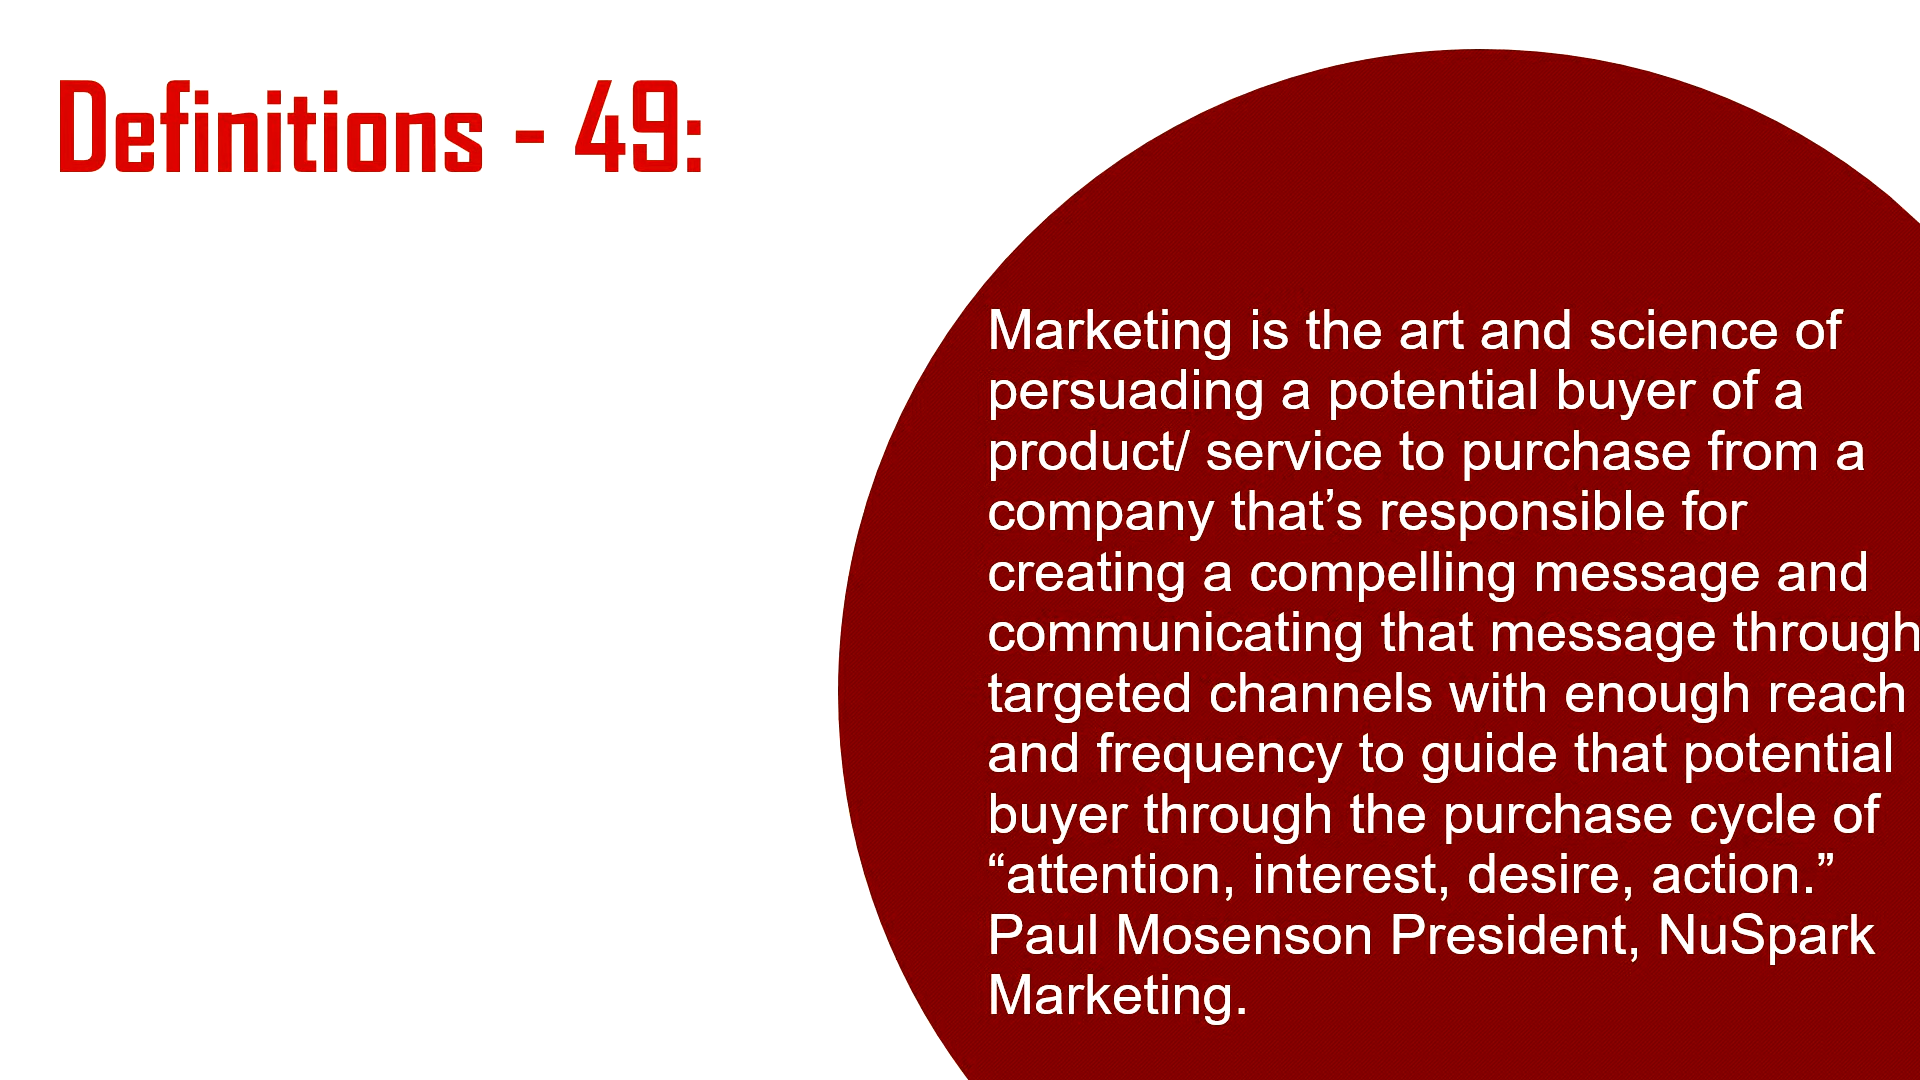 Definitions - 49:
Marketing is the art and science of
persuading a potential buyer of a
product/ service to purchase from a
company that’s responsible for
creating a compelling message and
communicating that message through
targeted channels with enough reach
and frequency to guide that potential
buyer through the purchase cycle of
“attention, interest, desire, action.”
Paul Mosenson President, NuSpark
Marketing.